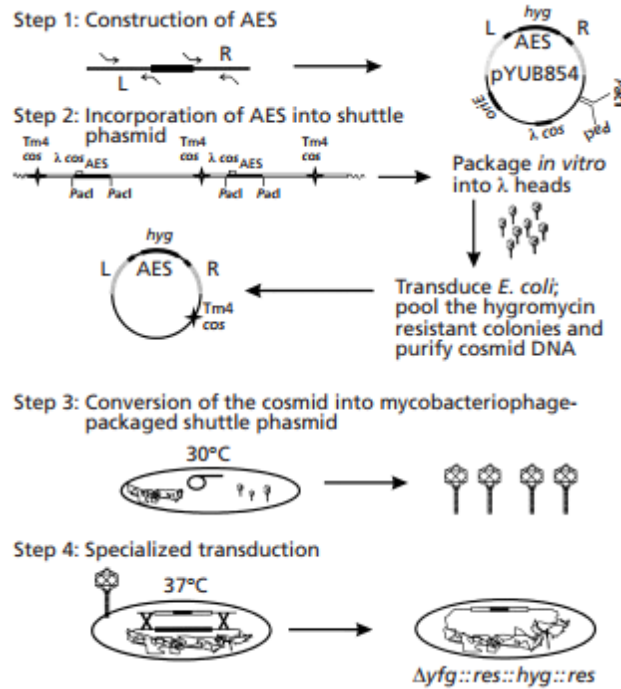 Step 1: Construction of AES
L
R
hyg
L
AES
R
pYUB854
oriE
λ cos
PacI
PacI
Step 2: Incorporation of AES into shuttle
phasmid
Tm4
cos
λ cos
AES
Tm4
cos
λ cos
AES
Tm4
cos
PacI
PacI
PacI
PacI
Package in vitro
into λ heads
hyg
L
AES
R
Tm4
cos
Transduce E. coli;
pool the hygromycin
resistant colonies and
purify cosmid DNA
Step 3: Conversion of the cosmid into mycobacteriophage-
packaged shuttle phasmid
30°C
Step 4: Specialized transduction
37°C
Δyfg::res::hyg::res